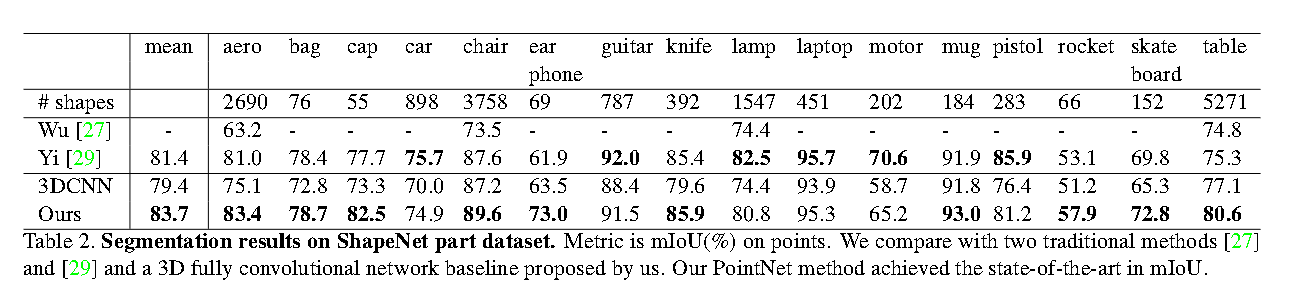 mean aero bag cap car chair ear guitar knife lamp laptop motor mug pistol rocket skate table
phone board
# shapes 2690 76 55 898 3758 69 787 392 1547 451 202 184 283 66 152 5271
Wu [27] - 63.2 - - - 73.5 - - - 74.4 - - - - - - 74.8
Yi [29] 81.4 81.0 78.4 77.7 75.7 87.6 61.9 92.0 85.4 82.5 95.7 70.6 91.9 85.9 53.1 69.8 75.3
3DCNN 79.4 75.1 72.8 73.3 70.0 87.2 63.5 88.4 79.6 74.4 93.9 58.7 91.8 76.4 51.2 65.3 77.1
Ours 83.7 83.4 78.7 82.5 74.9 89.6 73.0 91.5 85.9 80.8 95.3 65.2 93.0 81.2 57.9 72.8 80.6
Table 2. Segmentation results on ShapeNet part dataset. Metric is mIoU(%) on points. We compare with two traditional methods [27]
and [29] and a 3D fully convolutional network baseline proposed by us. Our PointNet method achieved the state-of-the-art in mIoU.